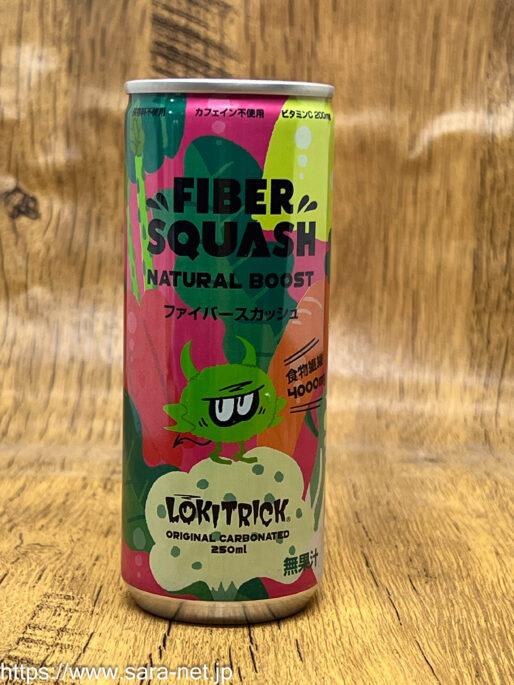 カフェイン不使用
ビタミンC 200mg
FIBER
SQUASH
NATURAL BOOST
ファイバースカッシュ
食物繊維
4000m
LOKITRICK®
ORIGINAL CARBONATED
250ml
無果汁
https://www.sara-net.jp